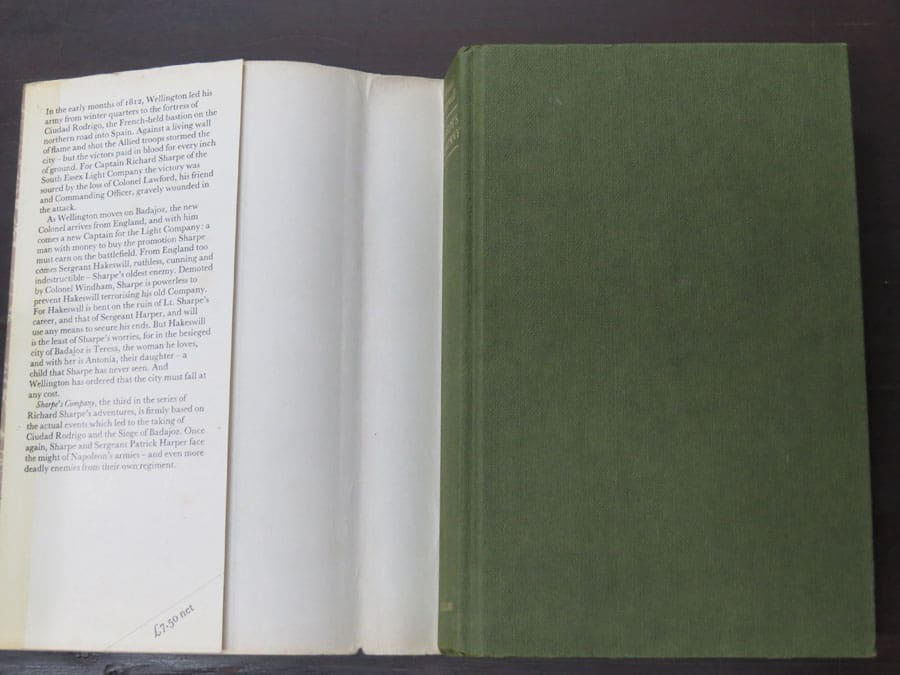 In the early months of 1812, Wellington led his
army from winter quarters to the fortress of
Ciudad Rodrigo, the French-held bastion on the
northern road into Spain. Against a living wall
of flame and shot the Allied troops stormed the
city – but the victors paid in blood for every inch
of ground. For Captain Richard Sharpe of the
South Essex Light Company the victory was
soured by the loss of Colonel Lawford, his friend
and Commanding Officer, gravely wounded in
the attack.
As Wellington moves on Badajoz, the new
Colonel arrives from England, and with him
comes a new Captain for the Light Company: a
man with money to buy the promotion Sharpe
must earn on the battlefield. From England too
comes Sergeant Hakeswill, ruthless, cunning and
indestructible – Sharpe's oldest enemy. Demoted
by Colonel Windham, Sharpe is powerless to
prevent Hakeswill terrorising his old Company.
For Hakeswill is bent on the ruin of Lt. Sharpe's
career, and that of Sergeant Harper, and will
use any means to secure his ends. But Hakeswill
is the least of Sharpe's worries, for in the besieged
city of Badajoz is Teresa, the woman he loves,
and with her is Antonia, their daughter – a
child that Sharpe has never seen. And
Wellington has ordered that the city must fall at
any cost.
Sharpe's Company, the third in the series of
Richard Sharpe's adventures, is firmly based on
the actual events which led to the taking of
Ciudad Rodrigo and the Siege of Badajoz. Once
again, Sharpe and Sergeant Patrick Harper face
the might of Napoleon's armies – and even more
deadly enemies from their own regiment.
£7.50 net